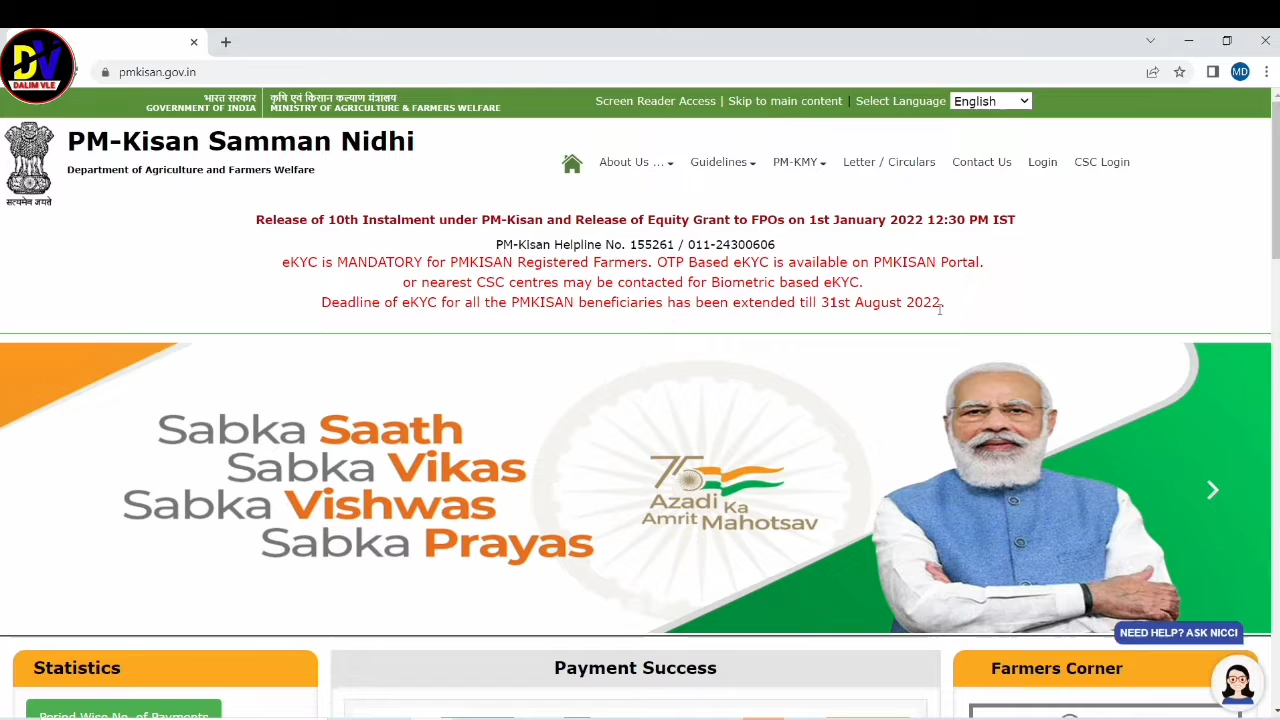 DV
DALIM VLE
pmkisan.gov.in
MD
भारत सरकार
GOVERNMENT OF INDIA
कृषि एवं किसान कल्याण मंत्रालय
MINISTRY OF AGRICULTURE & FARMERS WELFARE
Screen Reader Access | Skip to main content | Select Language English
सत्यमेव जयते
PM-Kisan Samman Nidhi
Department of Agriculture and Farmers Welfare
About Us ... Guidelines PM-KMY Letter / Circulars Contact Us Login CSC Login
Release of 10th Instalment under PM-Kisan and Release of Equity Grant to FPOs on 1st January 2022 12:30 PM IST
PM-Kisan Helpline No. 155261 / 011-24300606
eKYC is MANDATORY for PMKISAN Registered Farmers. OTP Based eKYC is available on PMKISAN Portal.
or nearest CSC centres may be contacted for Biometric based eKYC.
Deadline of eKYC for all the PMKISAN beneficiaries has been extended till 31st August 2022.
Sabka Saath
Sabka Vikas
Sabka Vishwas
Sabka Prayas
75
Azadi Ka
Amrit Mahotsav
NEED HELP? ASK NICCI
Statistics
Payment Success
Farmers Corner
Period Wise No. of Payments